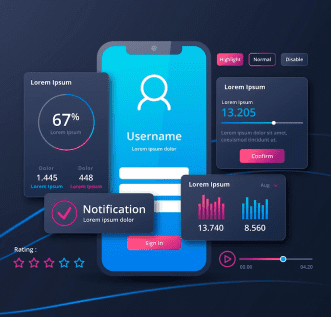 Highlight
Normal
Disable
Lorem Ipsum
67%
Lorem ipsum
Dolor
Dolor
1.445
448
Lorem Ipsum
Lorem Ipsum
Username
Lorem ipsum dolor
Sign In
Lorem Ipsum
Lorem Ipsum
13.205
Lorem ipsum dolor sit amet,
consectetuer
Confirm
Notification
Lorem Ipsum dolor
Lorem Ipsum
Aug
13.740
8.560
Rating :
00.00
04.20